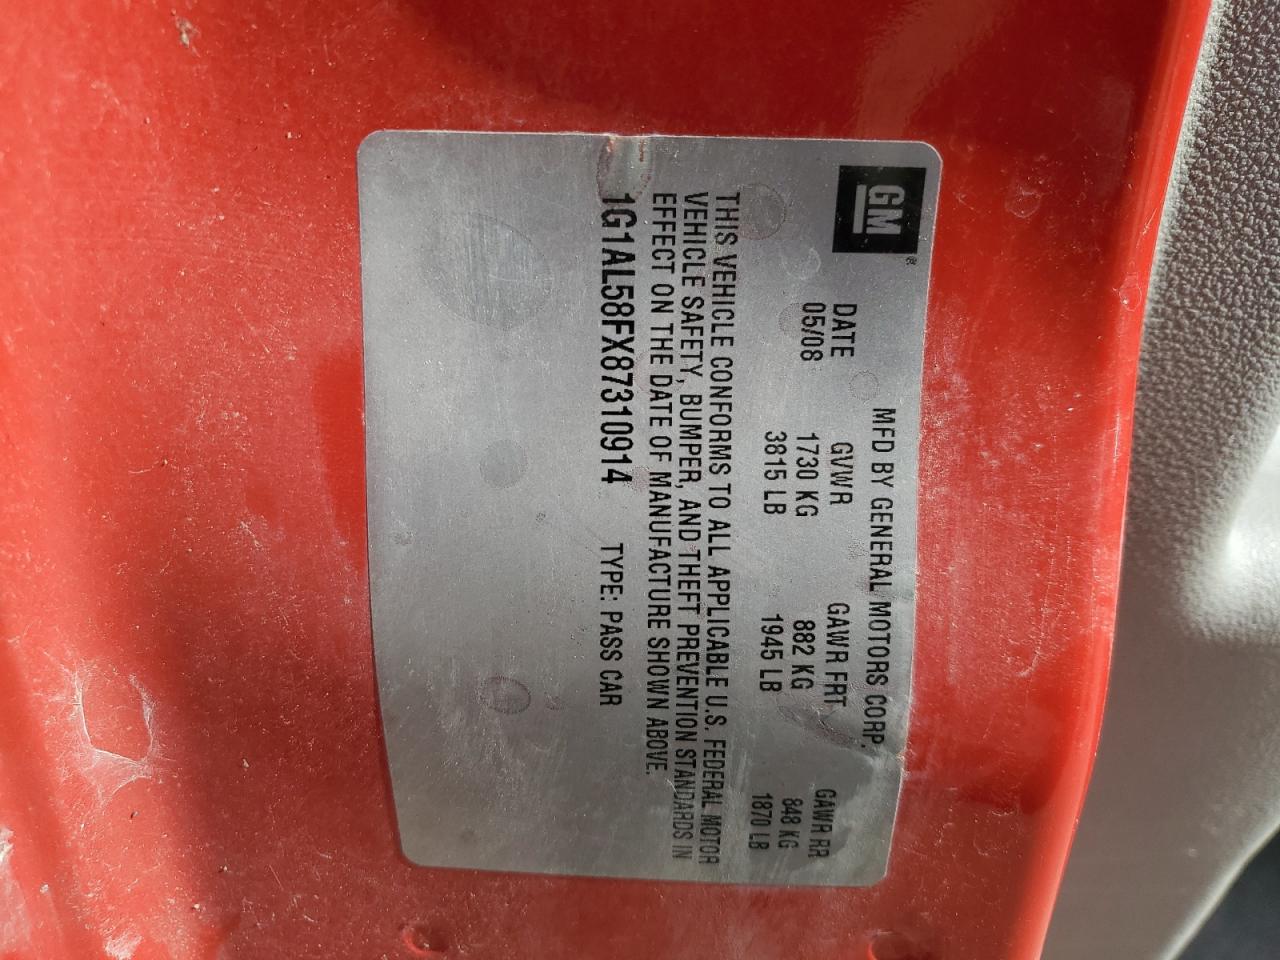 GM®
MFD BY GENERAL MOTORS CORP.
DATE GVWR GAWR FRT GAWR RR
05/08 1730 KG 882 KG 848 KG
3815 LB 1945 LB 1870 LB
THIS VEHICLE CONFORMS TO ALL APPLICABLE U.S. FEDERAL MOTOR
VEHICLE SAFETY, BUMPER, AND THEFT PREVENTION STANDARDS IN
EFFECT ON THE DATE OF MANUFACTURE SHOWN ABOVE.
1G1AL58FX87310914 TYPE: PASS CAR